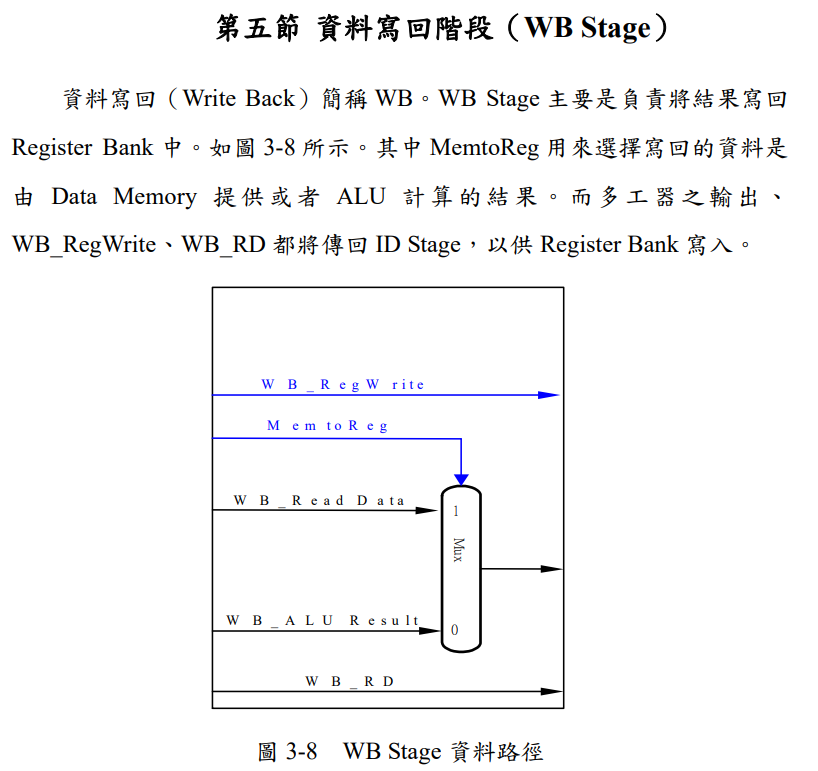 第五節 資料寫回階段（WB Stage）
資料寫回（Write Back）簡稱 WB。WB Stage 主要是負責將結果寫回
Register Bank 中。如圖 3-8 所示。其中 MemtoReg 用來選擇寫回的資料是
由 Data Memory 提供或者 ALU 計算的結果。而多工器之輸出、
WB_RegWrite、WB_RD 都將傳回 ID Stage，以供 Register Bank 寫入。
WB_RegWrite
MemtoReg
WB_Read Data
1
Mux
WB_ALU Result
0
WB_RD
圖 3-8 WB Stage 資料路徑